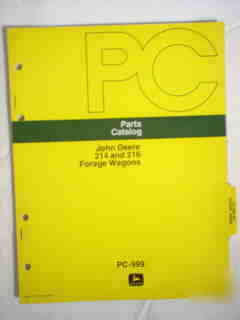 PC
Parts
Catalog
John Deere
214 and 216
Forage Wagons
PC-999